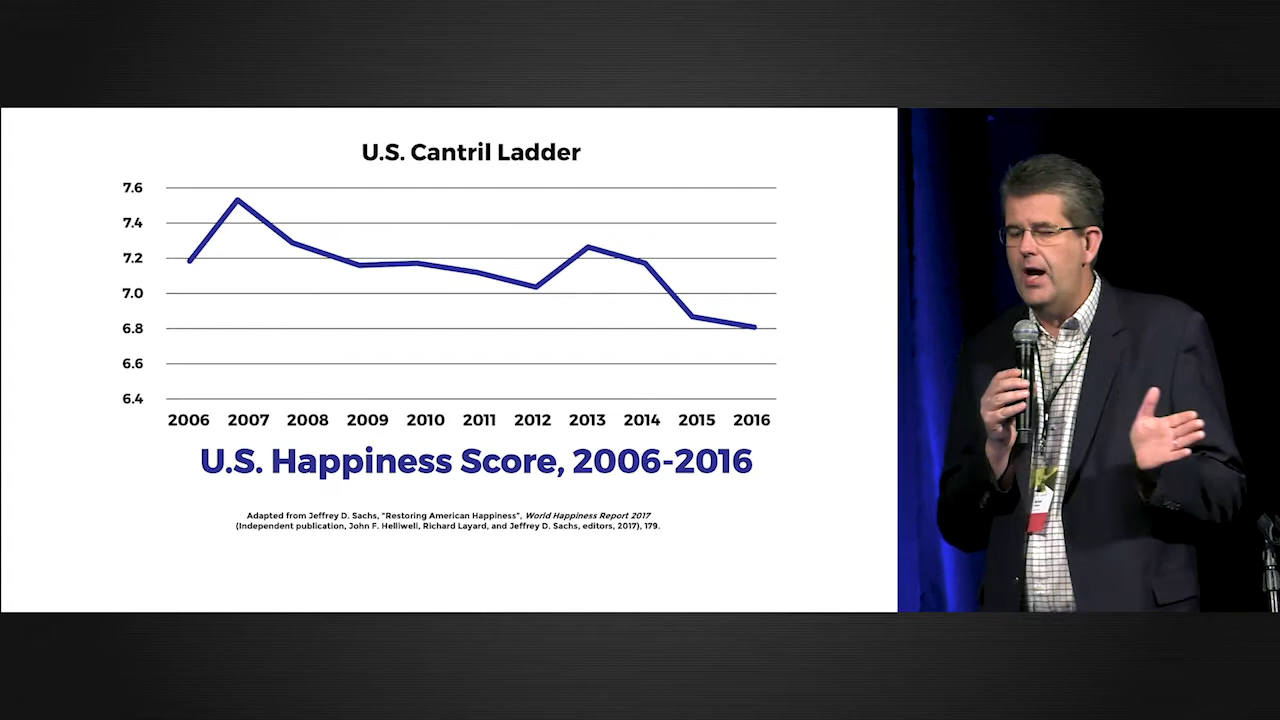 U.S. Cantril Ladder
7.6
7.4
7.2
7.0
6.8
6.6
6.4
2006 2007 2008 2009 2010 2011 2012 2013 2014 2015 2016
U.S. Happiness Score, 2006-2016
Adapted from Jeffrey D. Sachs, "Restoring American Happiness", World Happiness Report 2017
(Independent publication, John F. Helliwell, Richard Layard, and Jeffrey D. Sachs, editors, 2017), 179.